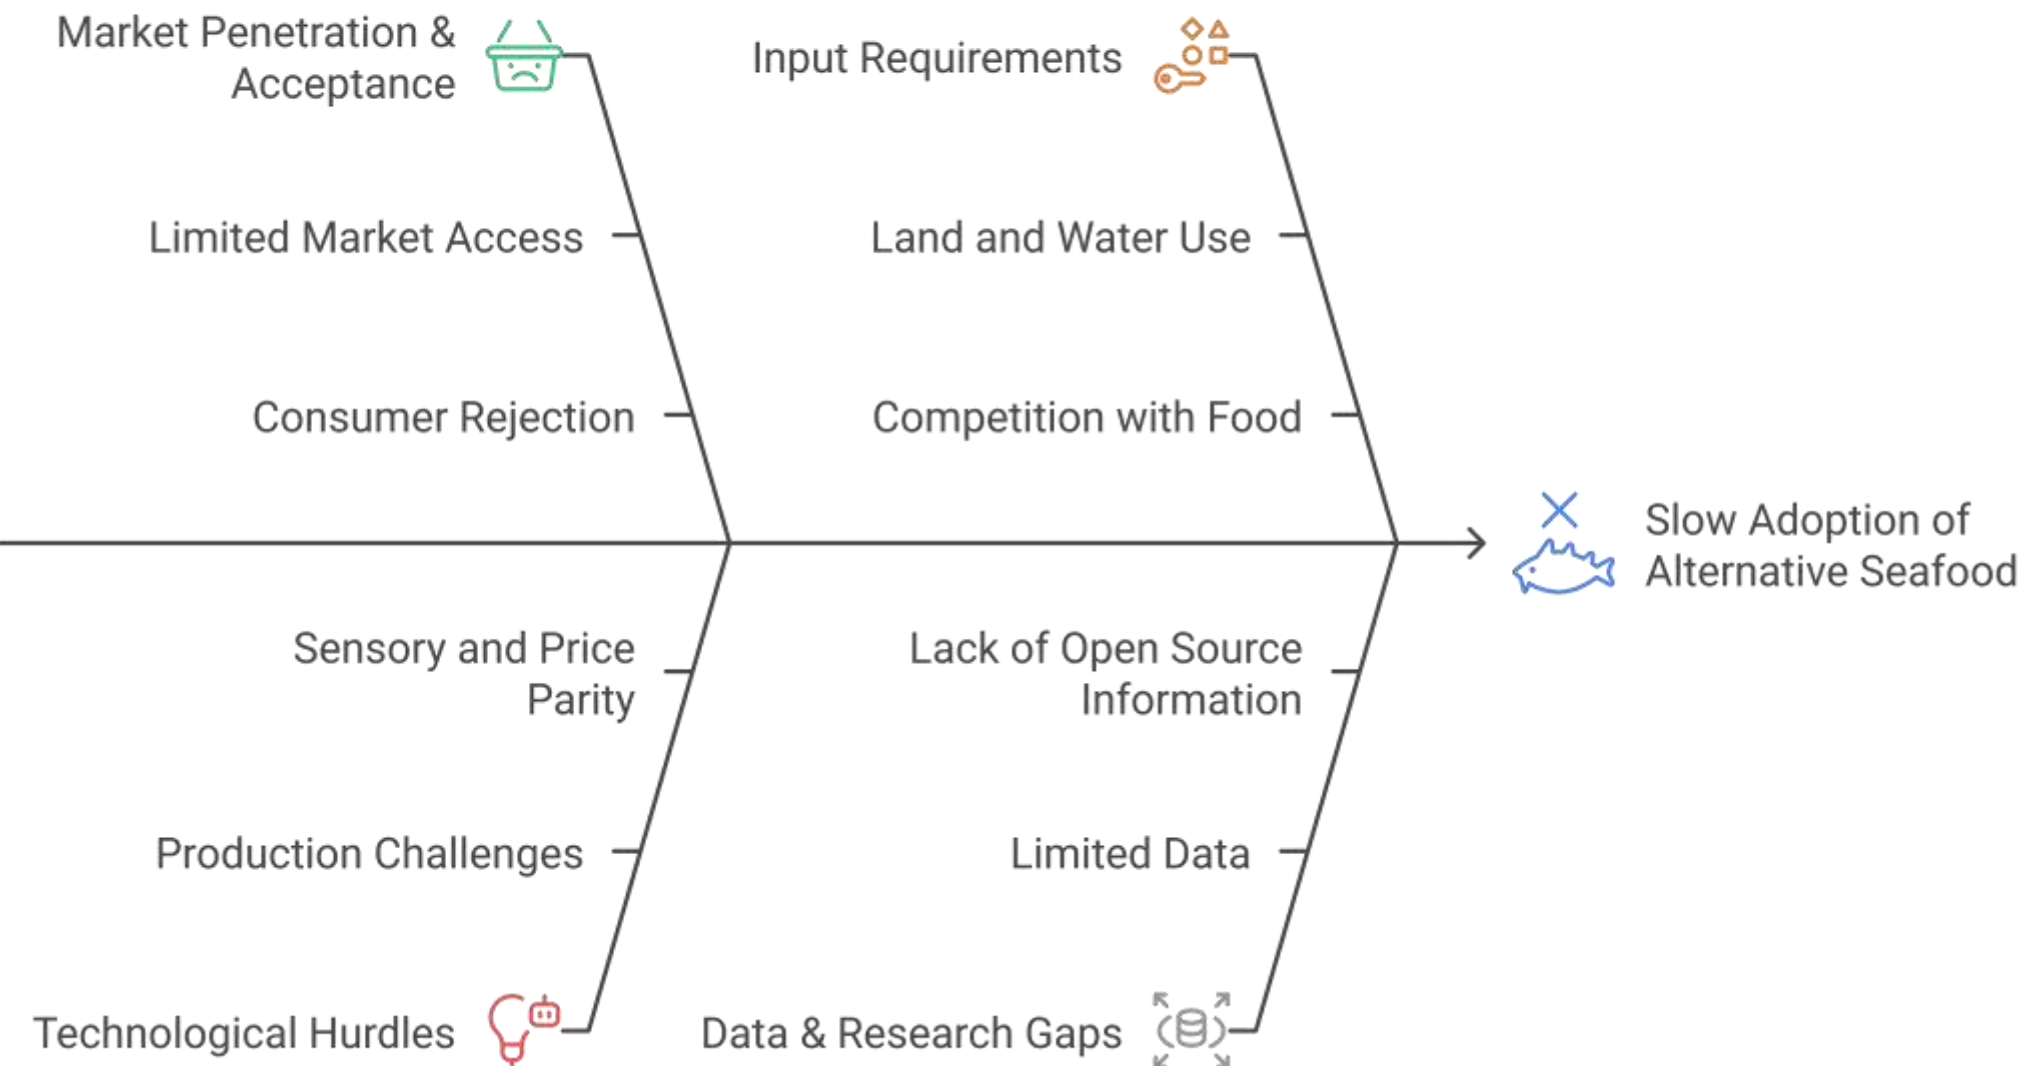 Market Penetration &
Acceptance
Limited Market Access
Consumer Rejection
Input Requirements
Land and Water Use
Competition with Food
Slow Adoption of
Alternative Seafood
Sensory and Price
Parity
Production Challenges
Technological Hurdles
Lack of Open Source
Information
Limited Data
Data & Research Gaps